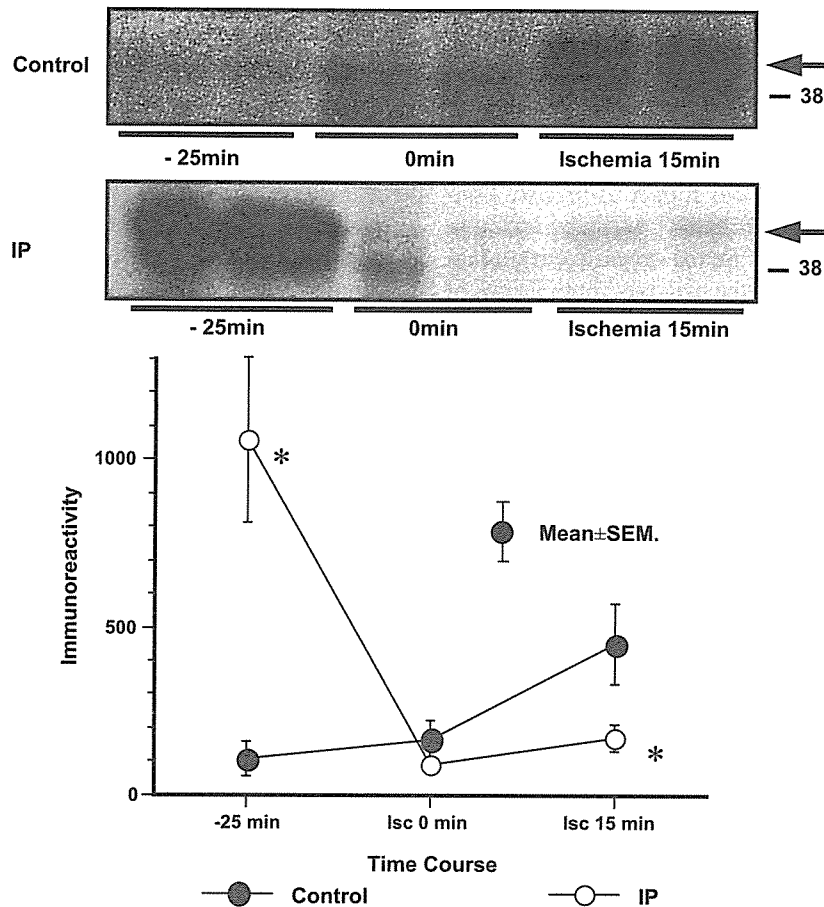 Control
38
- 25min 0min Ischemia 15min
IP
38
- 25min 0min Ischemia 15min
Immunoreactivity
1000
500
0
*
*
Mean±SEM.
-25 min Isc 0 min Isc 15 min
Time Course
Control IP